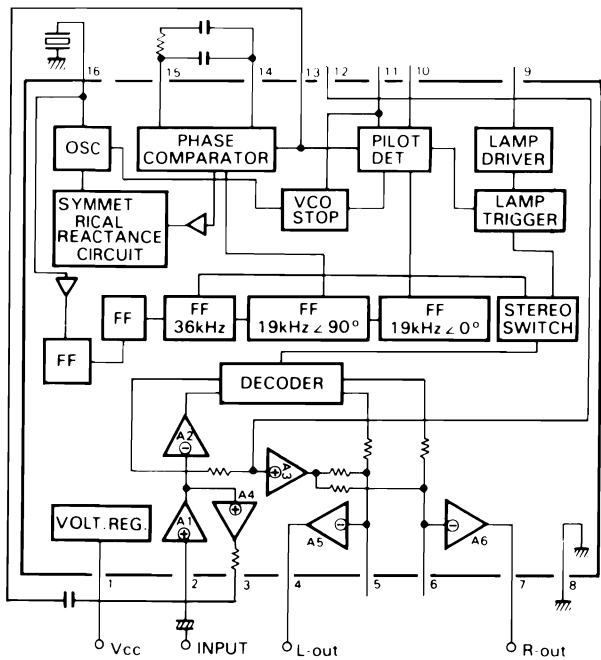 16 15 14 13 12 11 10 9
OSC
PHASE
COMPARATOR
PILOT
DET
LAMP
DRIVER
SYMMET
RICAL
REACTANCE
CIRCUIT
VCO
STOP
LAMP
TRIGGER
FF
FF
36kHz
FF
19kHz∠90°
FF
19kHz∠0°
STEREO
SWITCH
FF
DECODER
A2
⊖
⊕
A3
A4
⊕
VOLT.REG.
A1
⊕
A5
⊖
⊖
A6
1 2 3 4 5 6 7 8
Vcc
INPUT
L-out
R-out